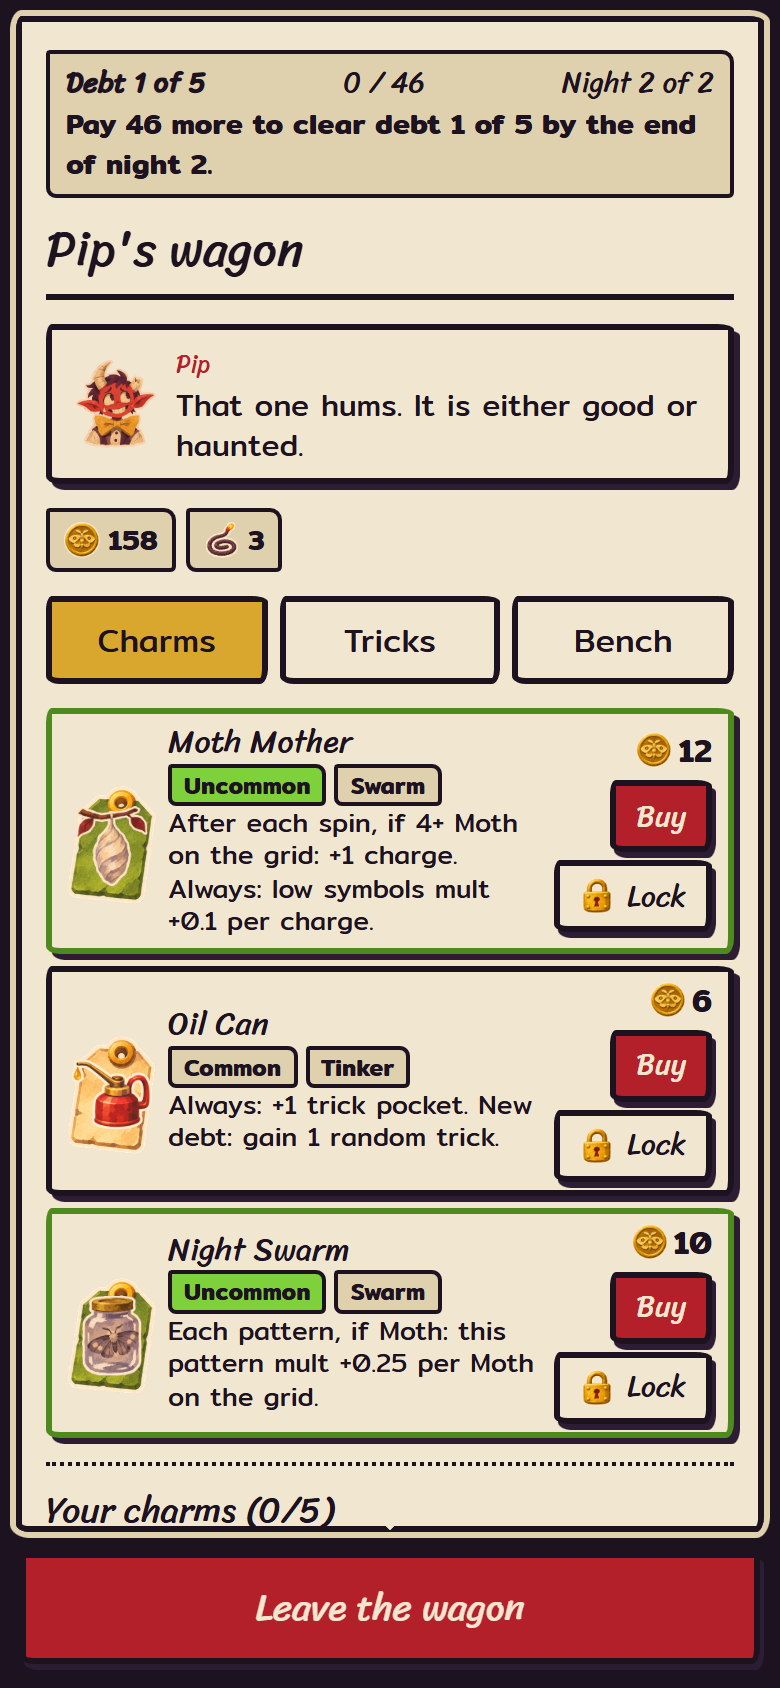 Debt 1 of 5 0 / 46 Night 2 of 2
Pay 46 more to clear debt 1 of 5 by the end
of night 2.
Pip's wagon
Pip
That one hums. It is either good or
haunted.
158 3
Charms Tricks Bench
Moth Mother
12
Uncommon Swarm
Buy
After each spin, if 4+ Moth
on the grid: +1 charge.
Always: low symbols mult
+0.1 per charge.
Lock
Oil Can
6
Common Tinker
Buy
Always: +1 trick pocket. New
debt: gain 1 random trick.
Lock
Night Swarm
10
Uncommon Swarm
Buy
Each pattern, if Moth: this
pattern mult +0.25 per Moth
on the grid.
Lock
Your charms (0/5)
Leave the wagon